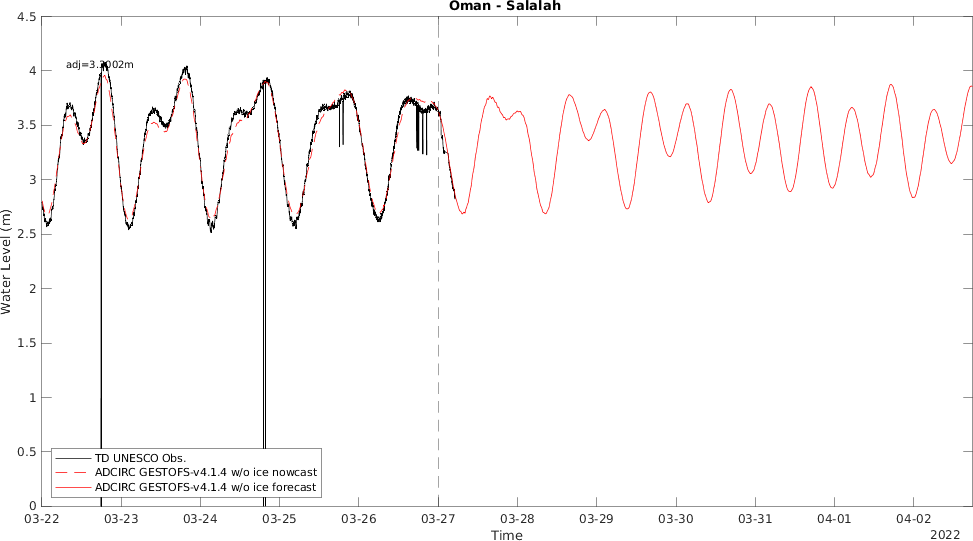 Oman - Salalah
4.5
4
3.5
3
2.5
2
1.5
1
0.5
0
Water Level (m)
TD UNESCO Obs.
ADCIRC GESTOFS-v4.1.4 w/o ice nowcast
ADCIRC GESTOFS-v4.1.4 w/o ice forecast
03-22 03-23 03-24 03-25 03-26 03-27 03-28 03-29 03-30 03-31 04-01 04-02
Time
2022